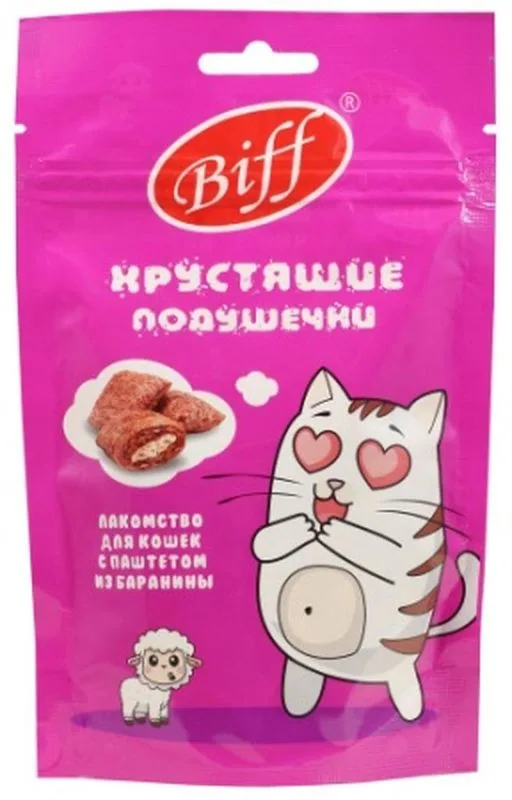 Biff®
ХРУСТЯЩИЕ
ПОДУШЕЧКИ
ЛАКОМСТВО
ДЛЯ КОШЕК
С ПАШТЕТОМ
ИЗ БАРАНИНЫ